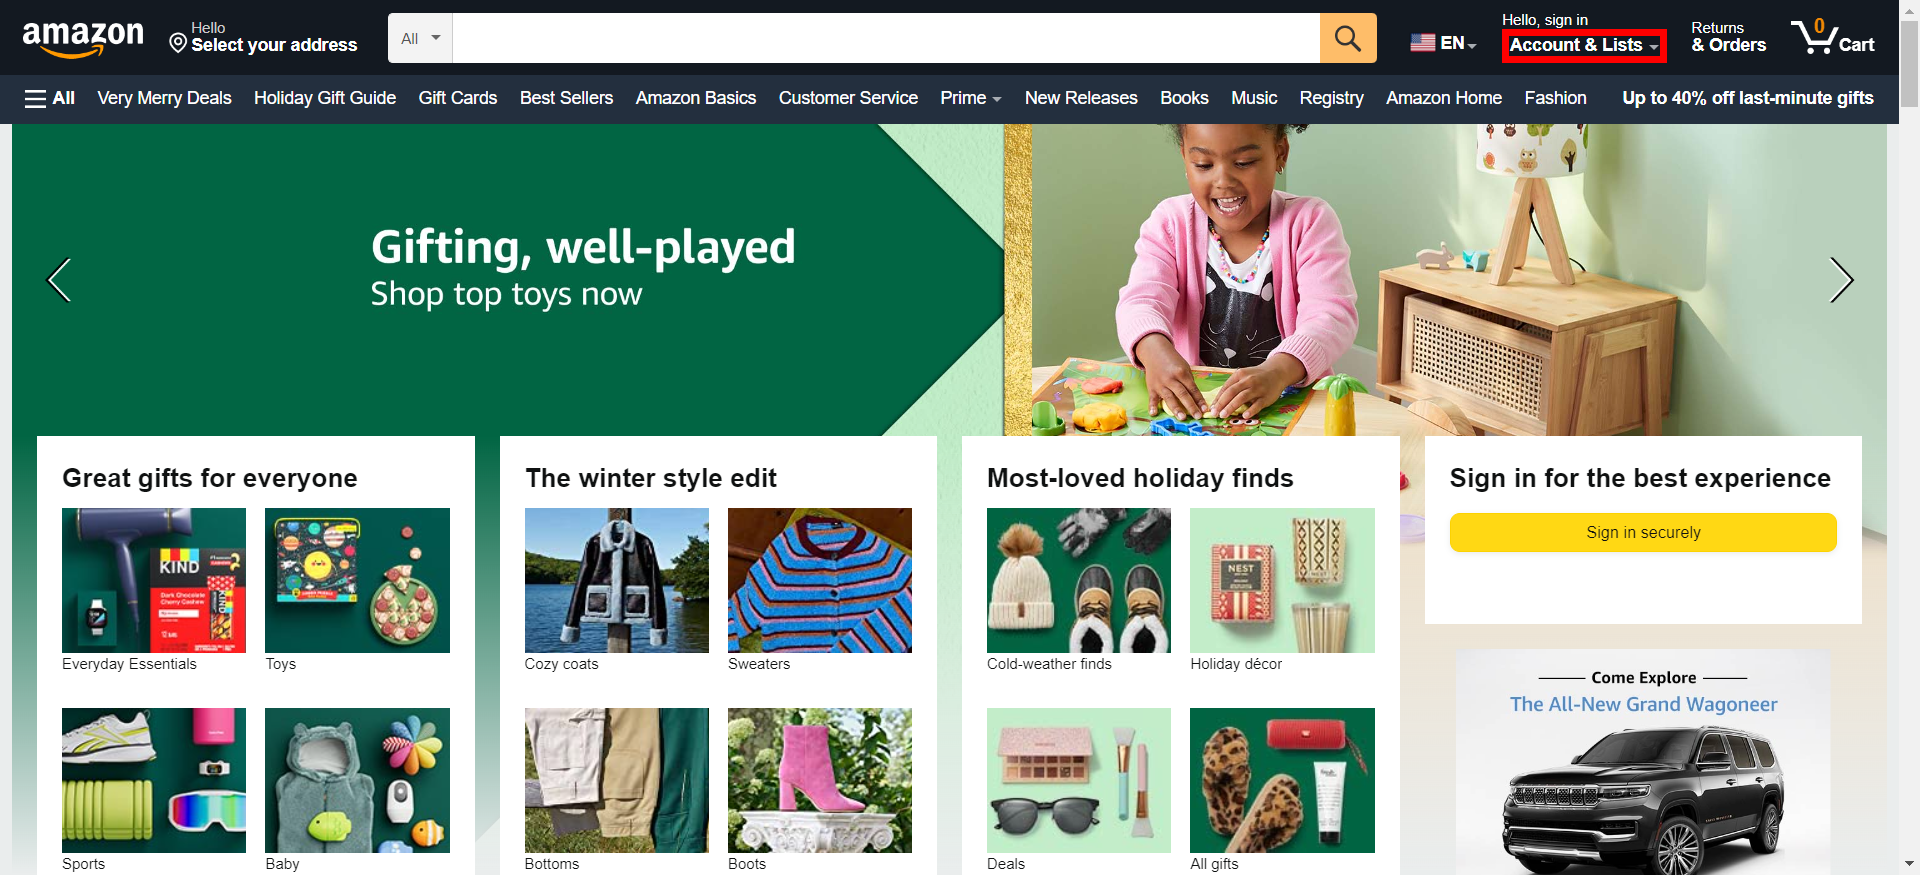 amazon
Hello
Select your address
All
EN
Hello, sign in
Account & Lists
Returns
& Orders
0
Cart
All
Very Merry Deals
Holiday Gift Guide
Gift Cards
Best Sellers
Amazon Basics
Customer Service
Prime
New Releases
Books
Music
Registry
Amazon Home
Fashion
Up to 40% off last-minute gifts
Gifting, well-played
Shop top toys now
Great gifts for everyone
KIND
Dark Chocolate
Cherry Cashew
Everyday Essentials
Toys
Sports
Baby
The winter style edit
Cozy coats
Sweaters
Bottoms
Boots
Most-loved holiday finds
NEST
Cold-weather finds
Holiday décor
Deals
All gifts
Sign in for the best experience
Sign in securely
Come Explore
The All-New Grand Wagoneer